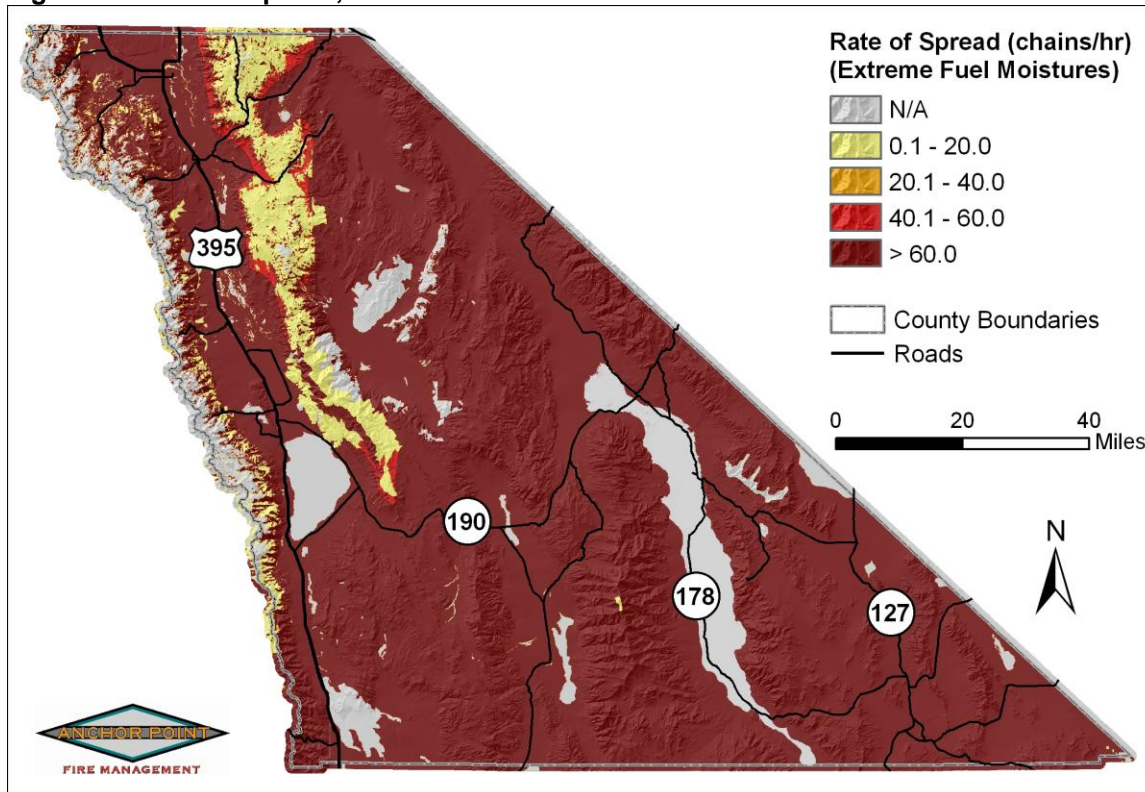 Rate of Spread (chains/hr)
(Extreme Fuel Moistures)
N/A
0.1 - 20.0
20.1 - 40.0
40.1 - 60.0
> 60.0
County Boundaries
Roads
0 20 40
Miles
N
395
190
178
127
ANCHOR POINT
FIRE MANAGEMENT